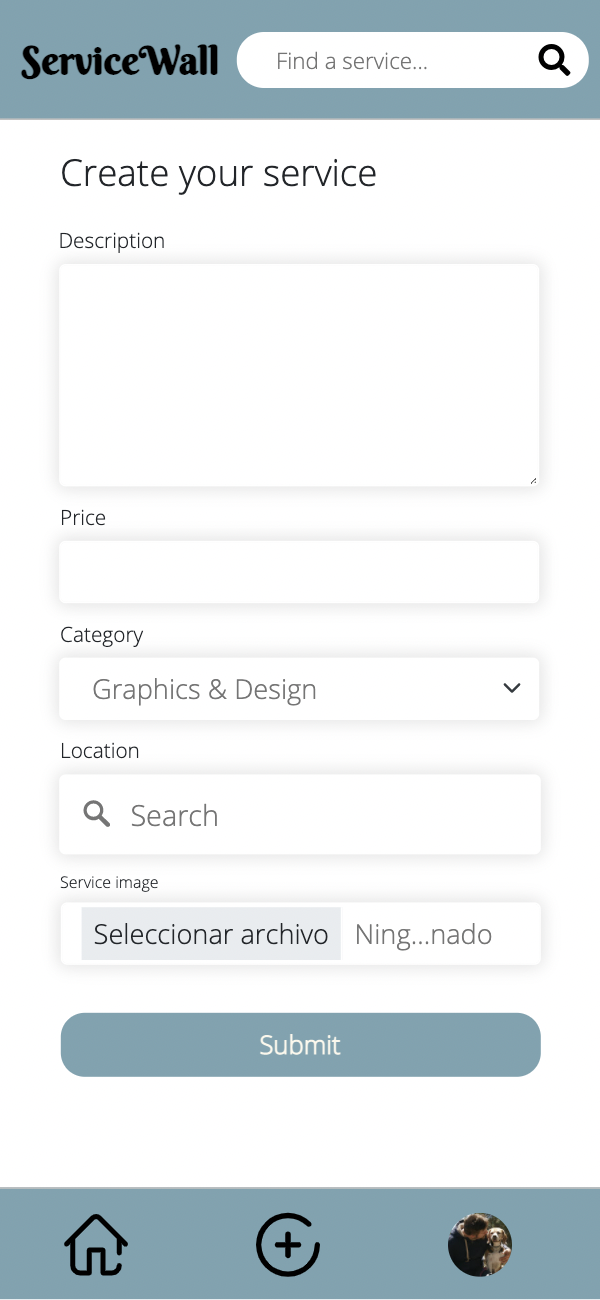 ServiceWall
Find a service...
Create your service
Description
Price
Category
Graphics & Design
Location
Search
Service image
Seleccionar archivo Ning...nado
Submit